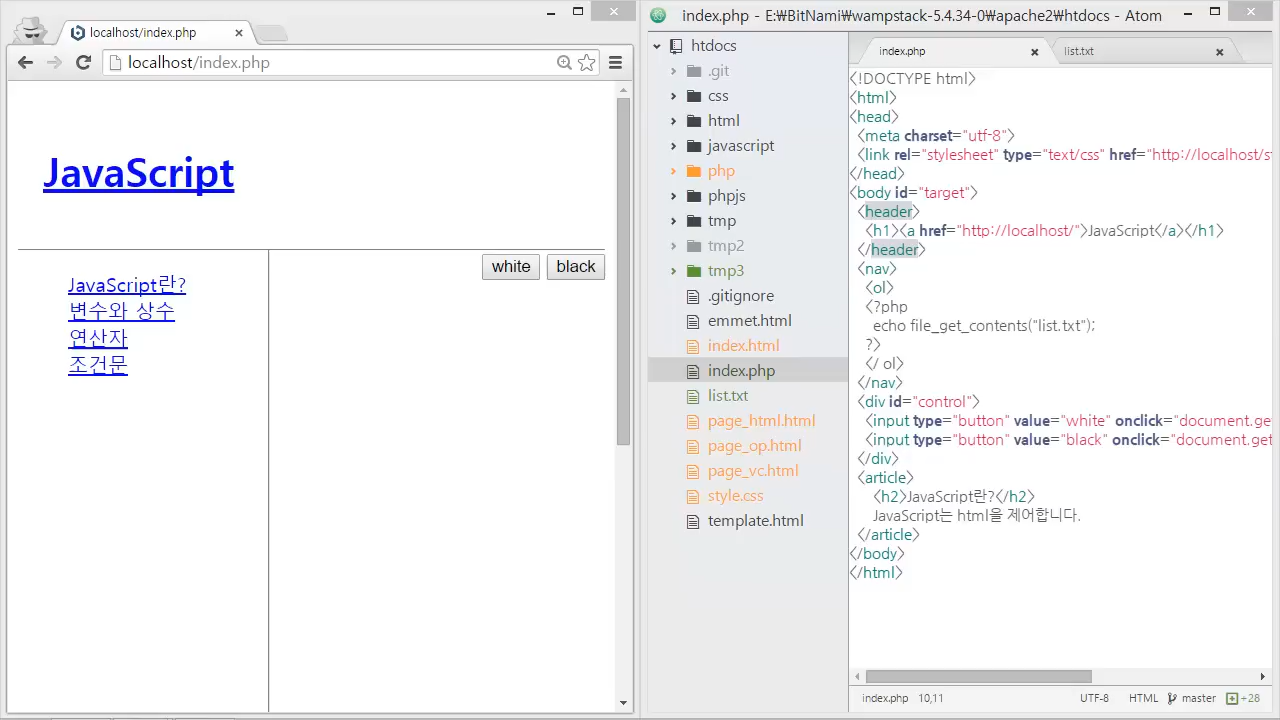 localhost/index.php
localhost/index.php
JavaScript
white
black
JavaScript란?
변수와 상수
연산자
조건문
index.php - E:₩BitNami₩wampstack-5.4.34-0₩apache2₩htdocs - Atom
htdocs
.git
css
html
javascript
php
phpjs
tmp
tmp2
tmp3
.gitignore
emmet.html
index.html
index.php
list.txt
page_html.html
page_op.html
page_vc.html
style.css
template.html
index.php
list.txt
<!DOCTYPE html>
<html>
<head>
<meta charset="utf-8">
<link rel="stylesheet" type="text/css" href="http://localhost/st
</head>
<body id="target">
<header>
<h1><a href="http://localhost/">JavaScript</a></h1>
</header>
<nav>
<ol>
<?php
echo file_get_contents("list.txt");
?>
</ ol>
</nav>
<div id="control">
<input type="button" value="white" onclick="document.get
<input type="button" value="black" onclick="document.get
</div>
<article>
<h2>JavaScript란?</h2>
JavaScript는 html을 제어합니다.
</article>
</body>
</html>
index.php 10,11
UTF-8 HTML master +28